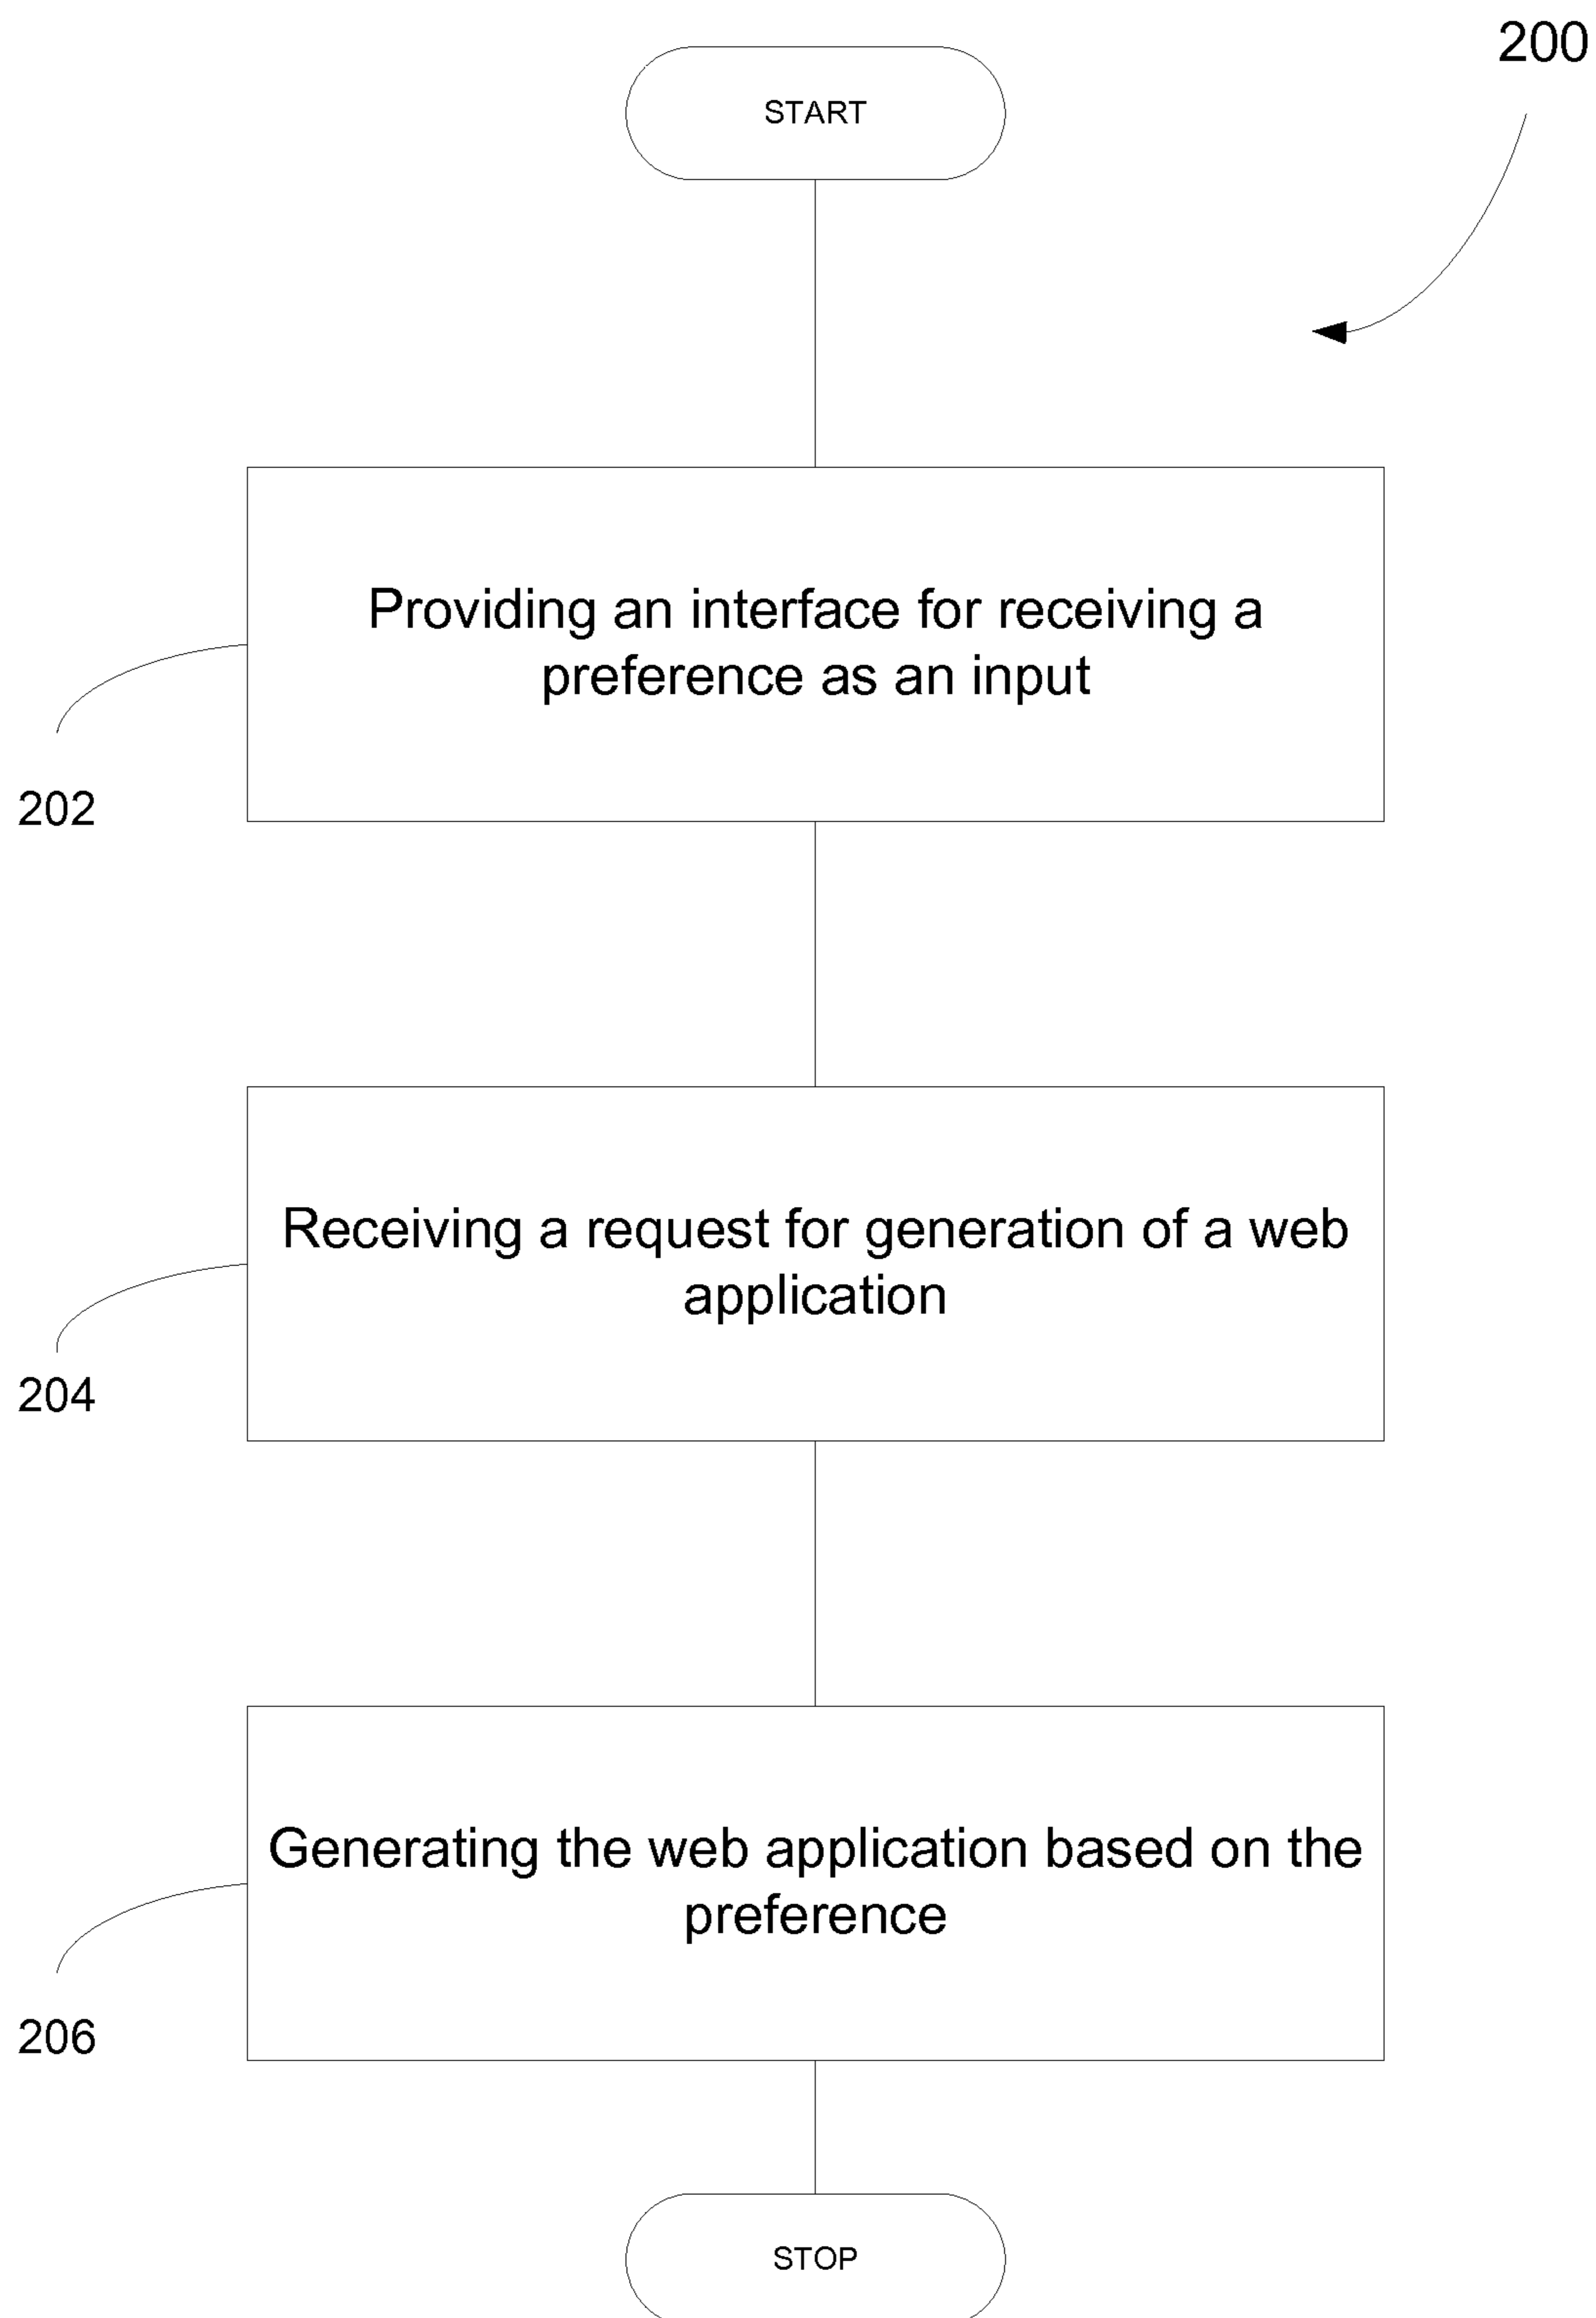 200
START
Providing an interface for receiving a
preference as an input
202
Receiving a request for generation of a web
application
204
Generating the web application based on the
preference
206
STOP